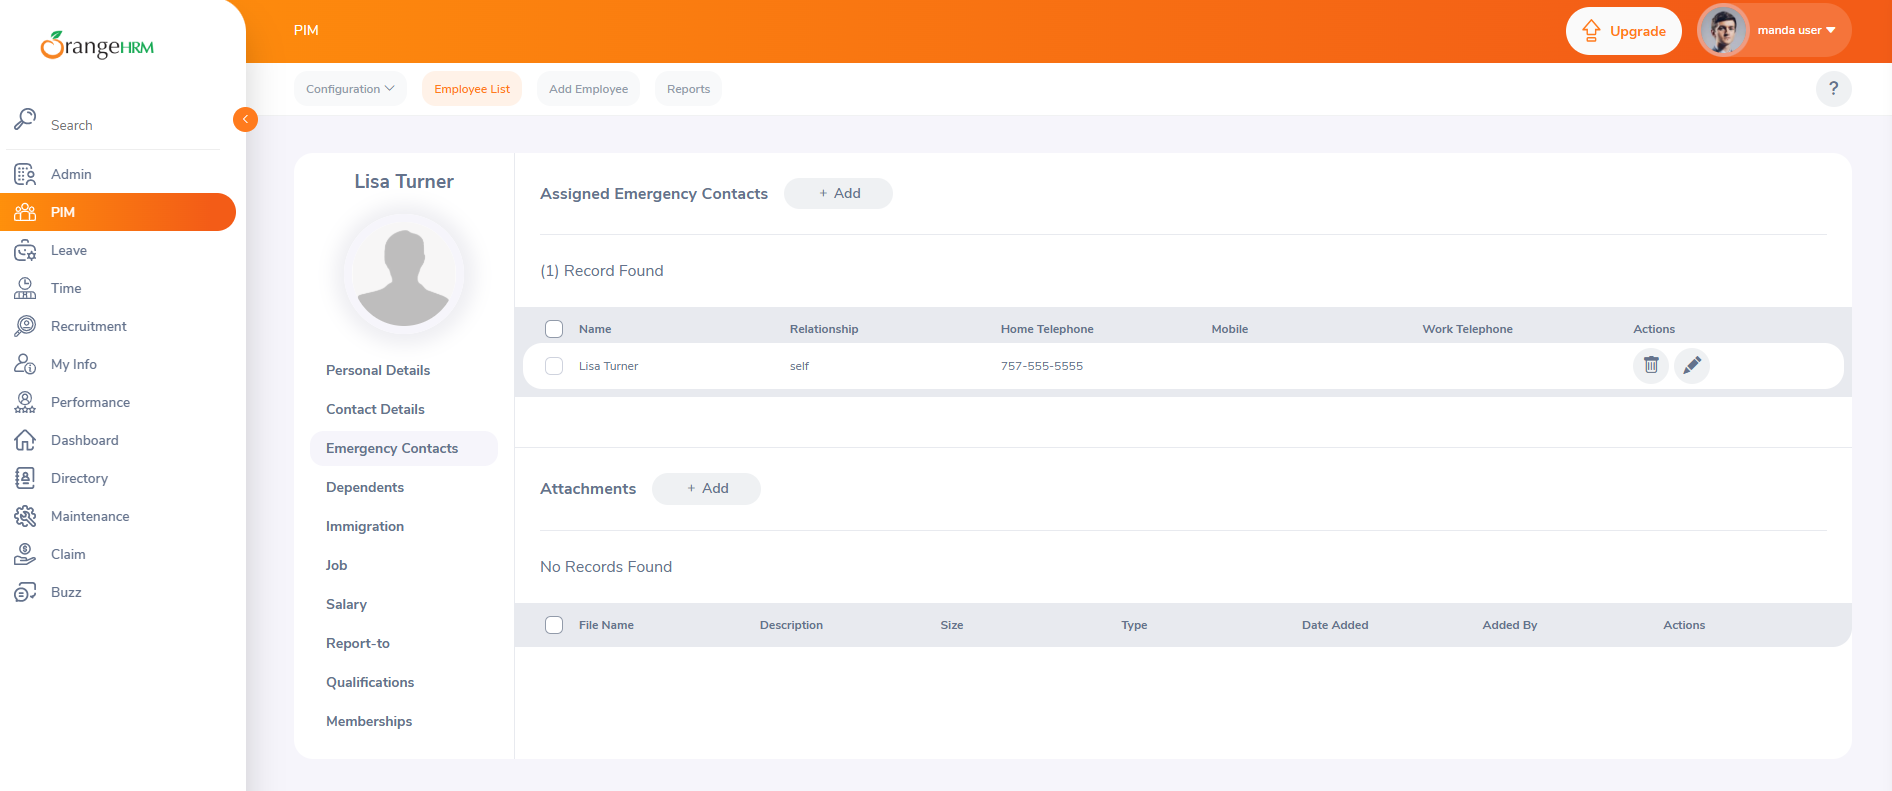 OrangeHRM
PIM
Upgrade
manda user
Search
Configuration
Employee List
Add Employee
Reports
?
Admin
PIM
Leave
Time
Recruitment
My Info
Performance
Dashboard
Directory
Maintenance
Claim
Buzz
Lisa Turner
Personal Details
Contact Details
Emergency Contacts
Dependents
Immigration
Job
Salary
Report-to
Qualifications
Memberships
Assigned Emergency Contacts + Add
(1) Record Found
Name Relationship Home Telephone Mobile Work Telephone Actions
Lisa Turner self 757-555-5555
Attachments + Add
No Records Found
File Name Description Size Type Date Added Added By Actions